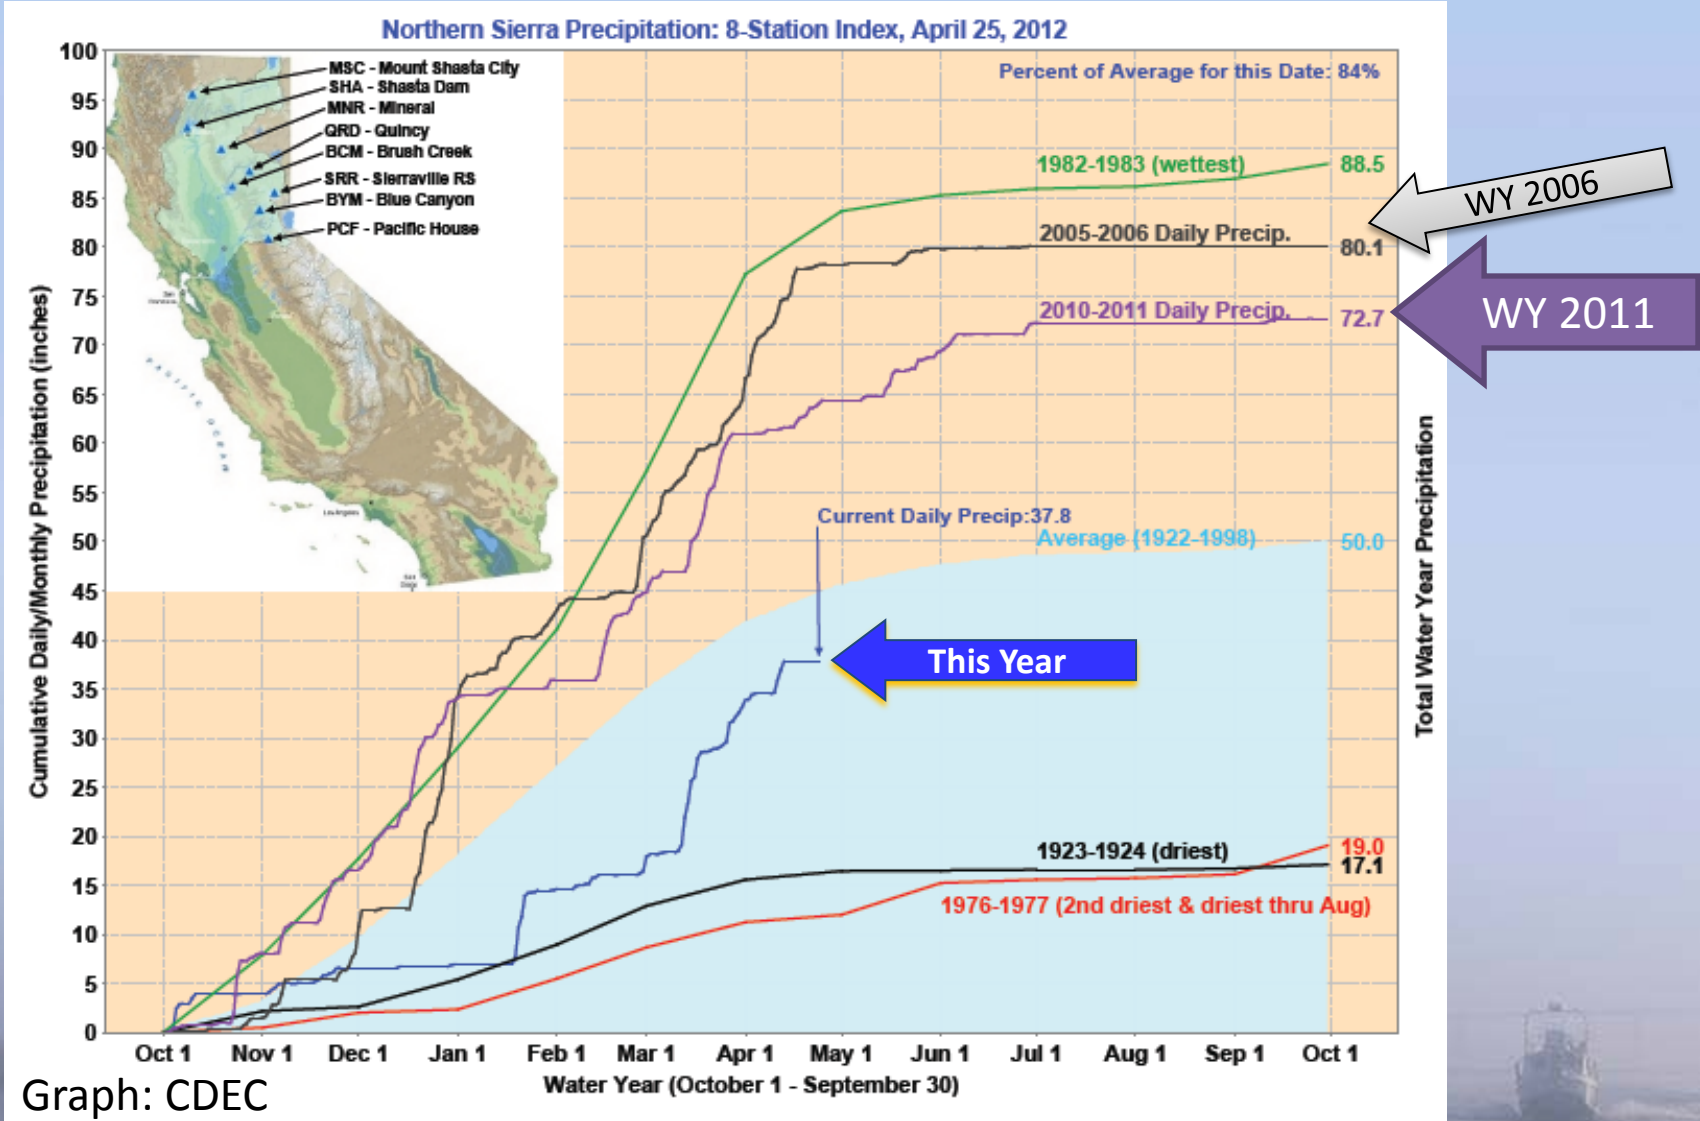 Northern Sierra Precipitation: 8-Station Index, April 25, 2012
Percent of Average for this Date: 84%
MSC - Mount Shasta City
SHA - Shasta Dam
MNR - Mineral
QRD - Quincy
BCM - Brush Creek
SRR - Sierraville RS
BYM - Blue Canyon
PCF - Pacific House
PACIFIC OCEAN
Los Angeles
1982-1983 (wettest)
88.5
WY 2006
2005-2006 Daily Precip.
80.1
2010-2011 Daily Precip.
72.7
WY 2011
Current Daily Precip:37.8
Average (1922-1998)
50.0
This Year
1923-1924 (driest)
19.0
17.1
1976-1977 (2nd driest & driest thru Aug)
Cumulative Daily/Monthly Precipitation (inches)
100
95
90
85
80
75
70
65
60
55
50
45
40
35
30
25
20
15
10
5
0
Total Water Year Precipitation
Oct 1 Nov 1 Dec 1 Jan 1 Feb 1 Mar 1 Apr 1 May 1 Jun 1 Jul 1 Aug 1 Sep 1 Oct 1
Water Year (October 1 - September 30)
Graph: CDEC